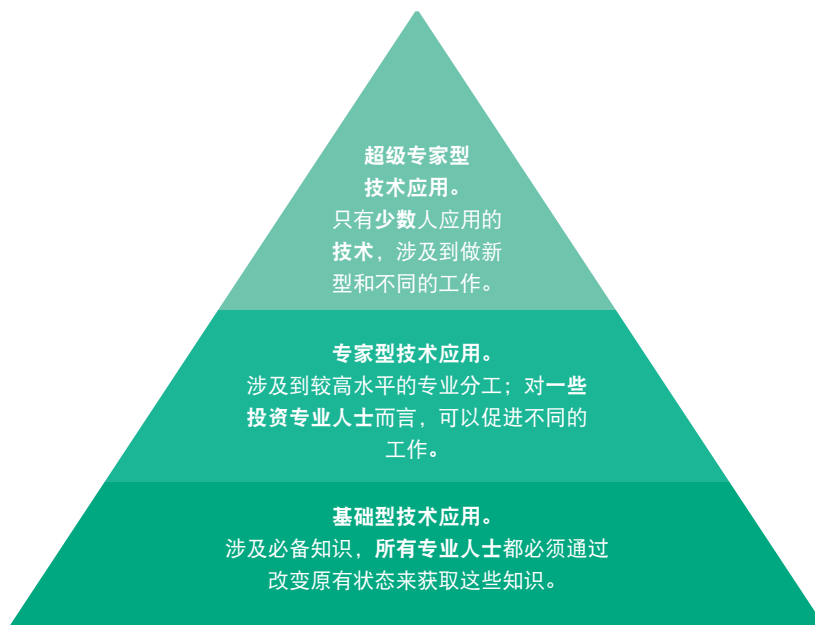 超级专家型
技术应用。
只有少数人应用的
技术，涉及到做新
型和不同的工作。
专家型技术应用。
涉及到较高水平的专业分工；对一些
投资专业人士而言，可以促进不同的
工作。
基础型技术应用。
涉及必备知识，所有专业人士都必须通过
改变原有状态来获取这些知识。